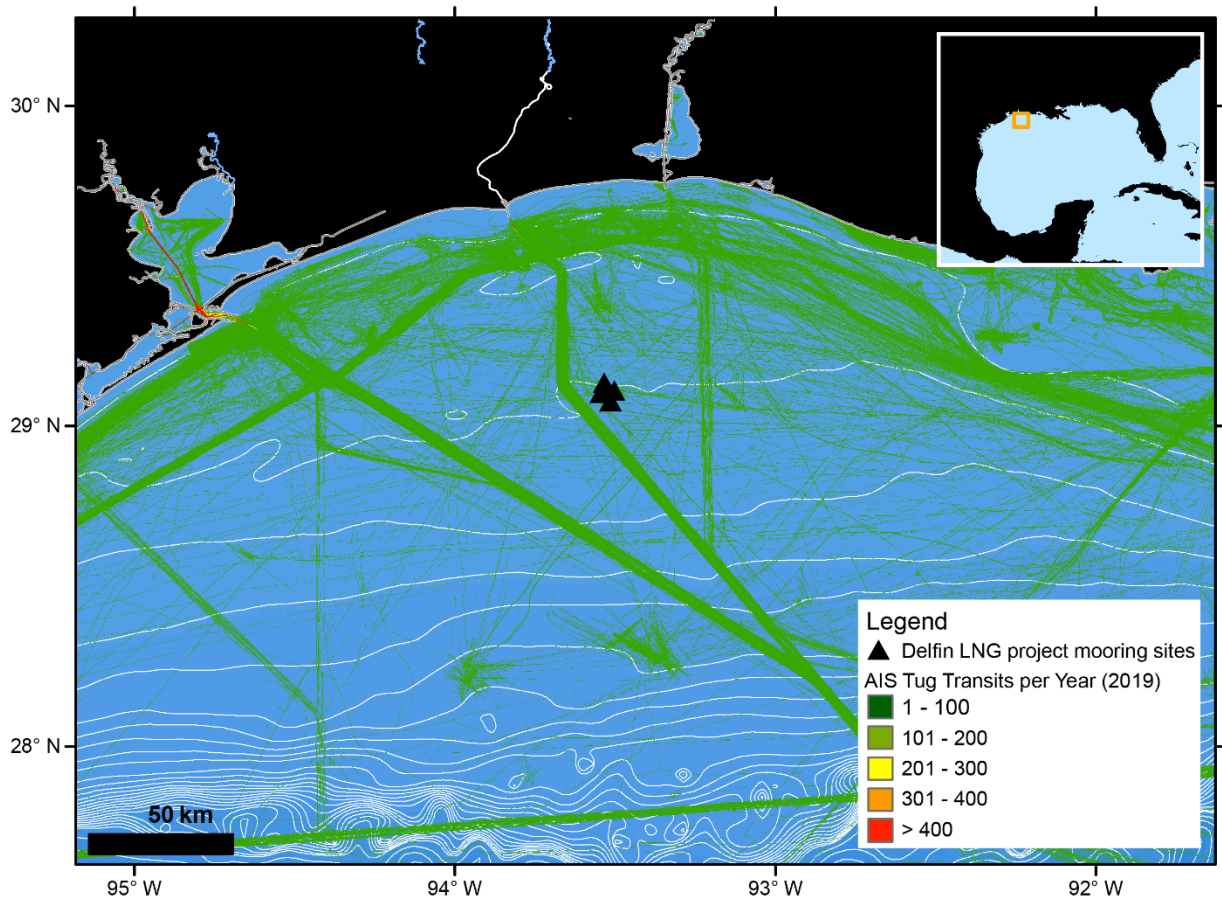 30° N
29° N
28° N
50 km
95° W
94° W
93° W
92° W
Legend
Delfin LNG project mooring sites
AIS Tug Transits per Year (2019)
1 - 100
101 - 200
201 - 300
301 - 400
> 400